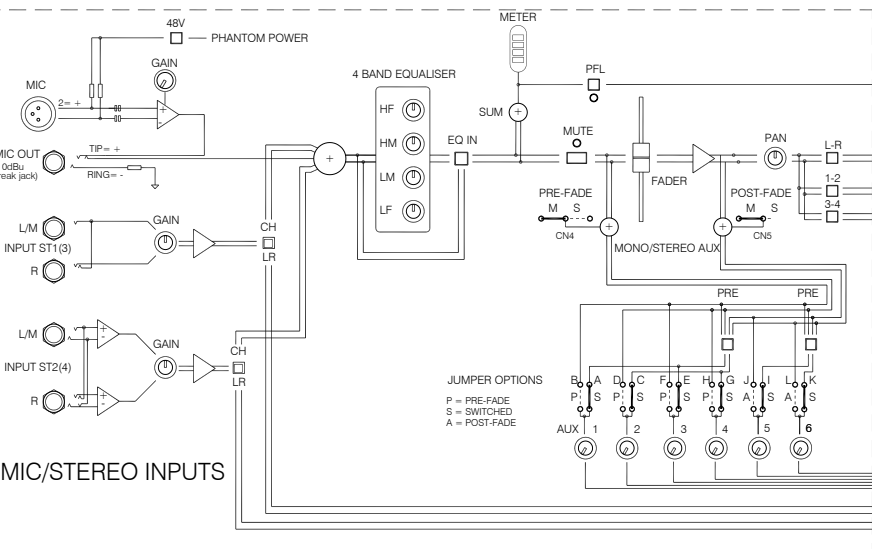 METER
48V
PHANTOM POWER
GAIN
PFL
MIC
4 BAND EQUALISER
2= +
+
-
HF
SUM
+
MUTE
HM
EQ IN
PAN
L-R
MIC OUT
0dBu
(break jack)
TIP= +
RING= -
+
LM
FADER
1-2
PRE-FADE
POST-FADE
3-4
LF
M S
M S
L/M
GAIN
CH
+
+
CN4
CN5
INPUT ST1(3)
MONO/STEREO AUX
R
LR
PRE
PRE
L/M
+
-
GAIN
CH
INPUT ST2(4)
LR
JUMPER OPTIONS
B A D C F E H G J I L K
P S P S P S P S A S A S
R
+
-
P = PRE-FADE
S = SWITCHED
A = POST-FADE
AUX 1 2 3 4 5 6
MIC/STEREO INPUTS